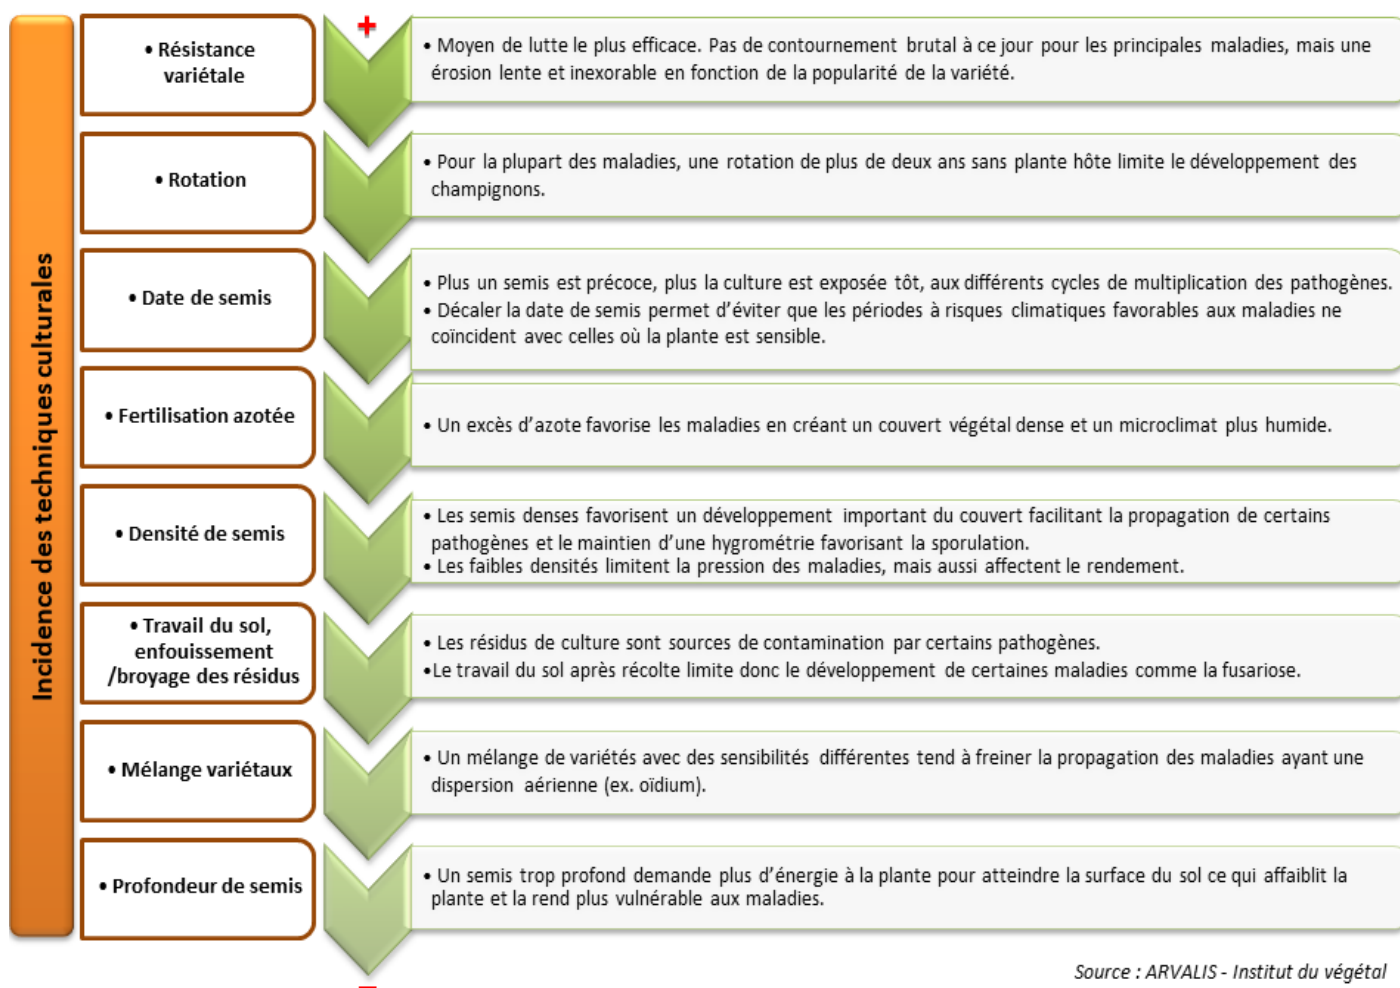 Incidence des techniques culturales
+
• Résistance
variétale
• Moyen de lutte le plus efficace. Pas de contournement brutal à ce jour pour les principales maladies, mais une
érosion lente et inexorable en fonction de la popularité de la variété.
• Rotation
• Pour la plupart des maladies, une rotation de plus de deux ans sans plante hôte limite le développement des
champignons.
• Date de semis
• Plus un semis est précoce, plus la culture est exposée tôt, aux différents cycles de multiplication des pathogènes.
• Décaler la date de semis permet d’éviter que les périodes à risques climatiques favorables aux maladies ne
coïncident avec celles où la plante est sensible.
• Fertilisation azotée
• Un excès d’azote favorise les maladies en créant un couvert végétal dense et un microclimat plus humide.
• Densité de semis
• Les semis denses favorisent un développement important du couvert facilitant la propagation de certains
pathogènes et le maintien d’une hygrométrie favorisant la sporulation.
• Les faibles densités limitent la pression des maladies, mais aussi affectent le rendement.
• Travail du sol,
enfouissement
/broyage des résidus
• Les résidus de culture sont sources de contamination par certains pathogènes.
•Le travail du sol après récolte limite donc le développement de certaines maladies comme la fusariose.
• Mélange variétaux
• Un mélange de variétés avec des sensibilités différentes tend à freiner la propagation des maladies ayant une
dispersion aérienne (ex. oïdium).
• Profondeur de semis
• Un semis trop profond demande plus d’énergie à la plante pour atteindre la surface du sol ce qui affaiblit la
plante et la rend plus vulnérable aux maladies.
–
Source : ARVALIS - Institut du végétal